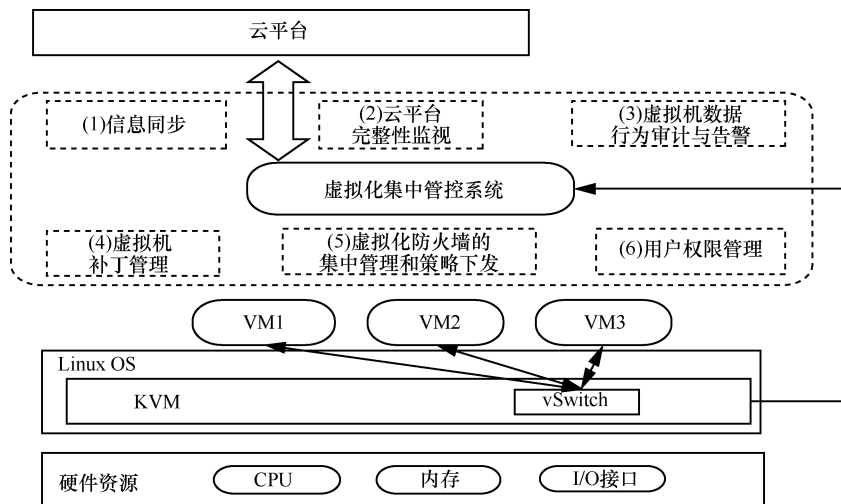 云平台
(1)信息同步
(2)云平台
完整性监视
(3)虚拟机数据
行为审计与告警
虚拟化集中管控系统
(4)虚拟机
补丁管理
(5)虚拟化防火墙的
集中管理和策略下发
(6)用户权限管理
VM1
VM2
VM3
Linux OS
KVM
vSwitch
硬件资源
CPU
内存
I/O接口